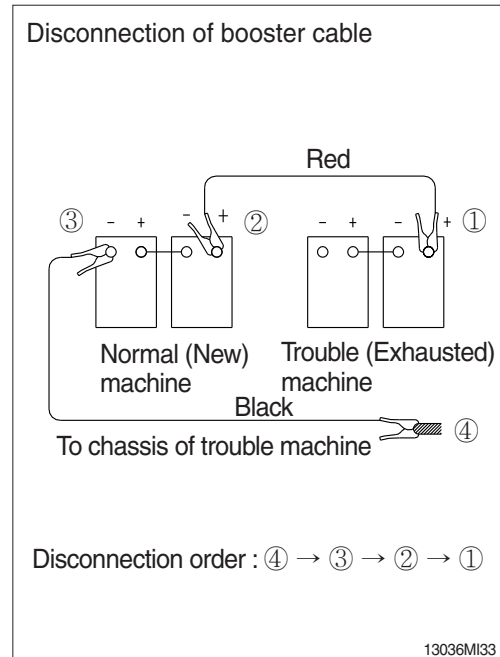 Disconnection of booster cable
Red
③ - + - + ② - + - + ①
Normal (New)
machine
Trouble (Exhausted)
machine
Black
To chassis of trouble machine
④
Disconnection order : ④ → ③ → ② → ①
13036MI33